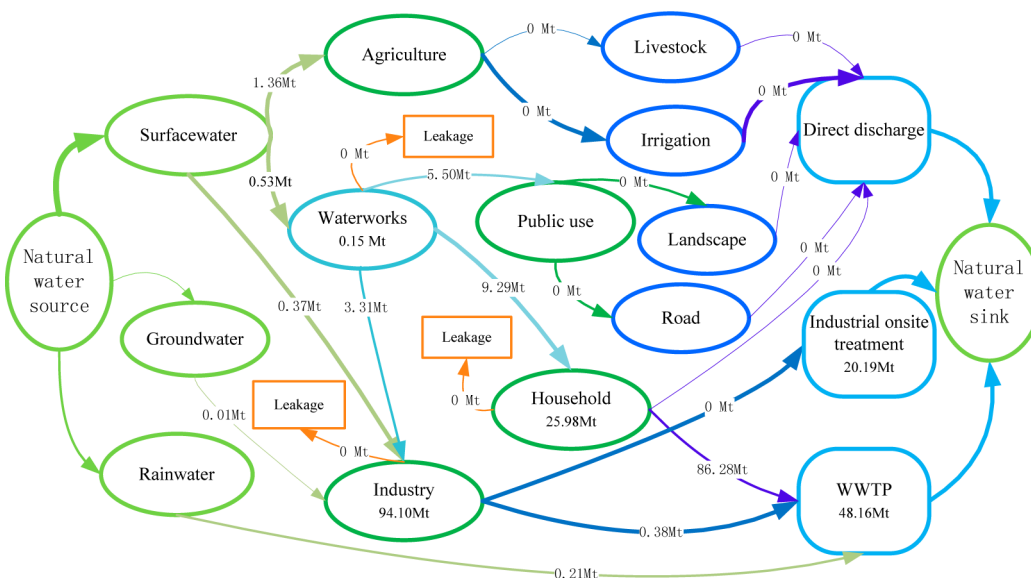 0 Mt
Livestock
0 Mt
Agriculture
1.36Mt
0 Mt
0 Mt
Surfacewater
Leakage
Irrigation
Direct discharge
0 Mt
0.53Mt
5.50Mt
0 Mt
0 Mt
Waterworks
0.15 Mt
Public use
Landscape
Natural
water
source
0 Mt
0 Mt
Natural
water
sink
9.29Mt
0.37Mt
3.31Mt
0 Mt
Road
Industrial onsite
treatment
20.19Mt
Groundwater
Leakage
0.01Mt
Leakage
0 Mt
Household
25.98Mt
0 Mt
0 Mt
Rainwater
86.28Mt
Industry
94.10Mt
WWTP
48.16Mt
0.38Mt
0.21Mt